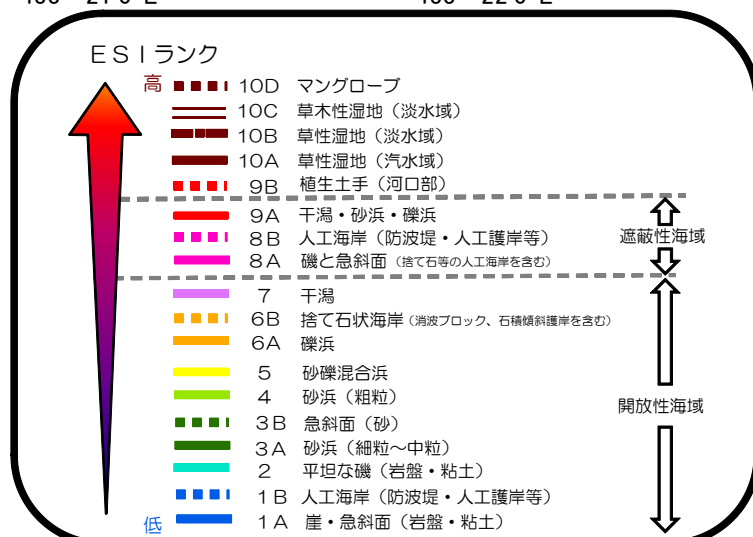 ＥＳＩランク
高
10D マングローブ
10C 草木性湿地（淡水域）
10B 草性湿地（淡水域）
10A 草性湿地（汽水域）
9B 植生土手（河口部）
9A 干潟・砂浜・礫浜
8B 人工海岸（防波堤・人工護岸等）
遮蔽性海域
8A 磯と急斜面（捨て石等の人工海岸を含む）
7 干潟
6B 捨て石状海岸（消波ブロック、石積傾斜護岸を含む）
6A 礫浜
5 砂礫混合浜
4 砂浜（粗粒）
開放性海域
3B 急斜面（砂）
3A 砂浜（細粒～中粒）
2 平坦な磯（岩盤・粘土）
1B 人工海岸（防波堤・人工護岸等）
低
1A 崖・急斜面（岩盤・粘土）